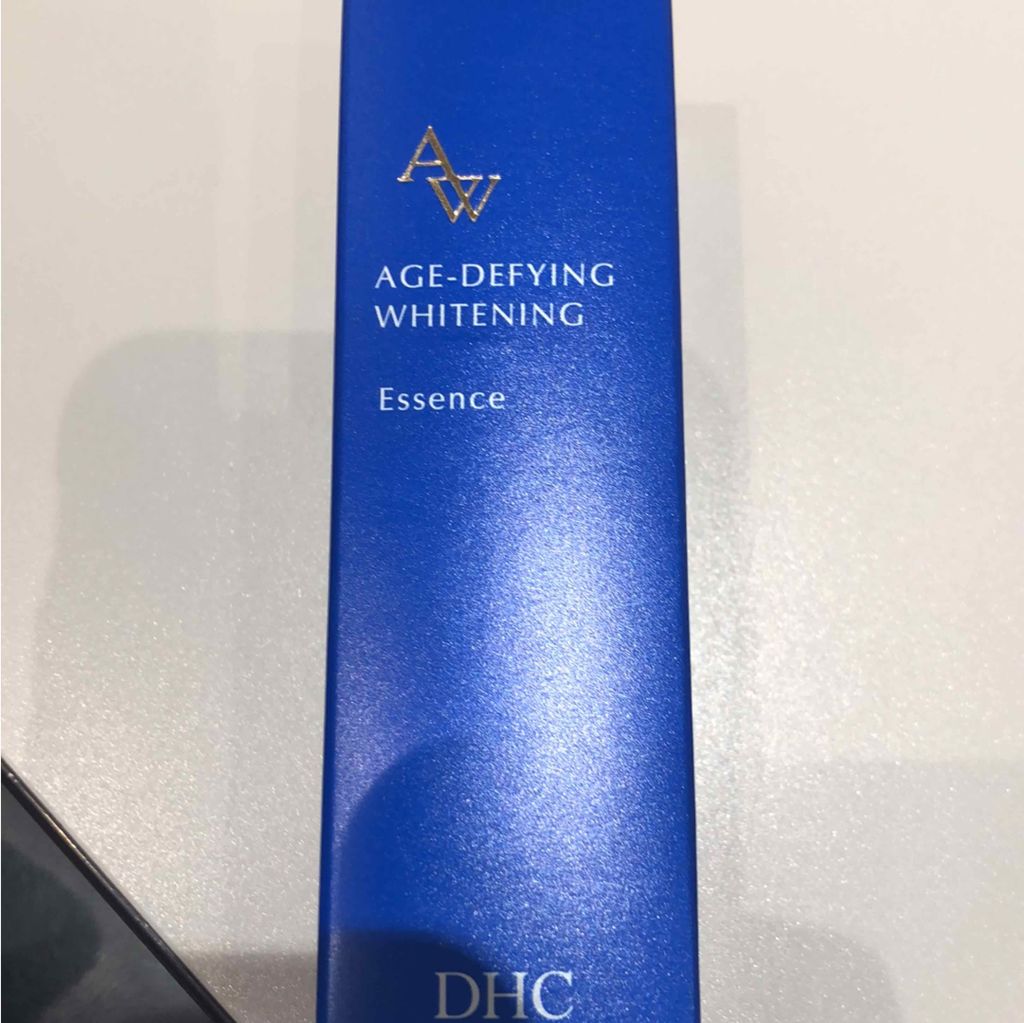 AW
AGE-DEFYING
WHITENING
Essence
DHC